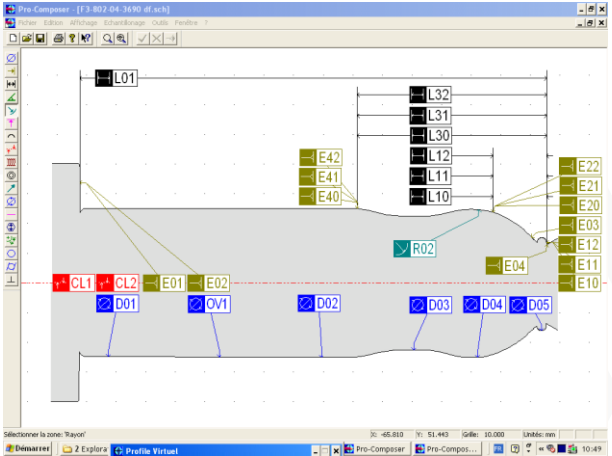 Pro-Composer - [F3-802-04-3690 df.sch]
Fichier Edition Affichage Echantillonage Outils Fenêtre ?
L01
L32
L31
L30
E42
L12
E22
E41
L11
E21
E40
L10
E20
E03
R02
E12
E04
E11
CL1 CL2 E01 E02
E10
D01 OV1 D02 D03 D04 D05
Sélectionner la zone: "Rayon"
X: -65.810 Y: 51.443 Grille: 10.000 Unités: mm
Démarrer 2 Explora Profile Virtuel Pro-Composer Pro-Compos... FR 10:49